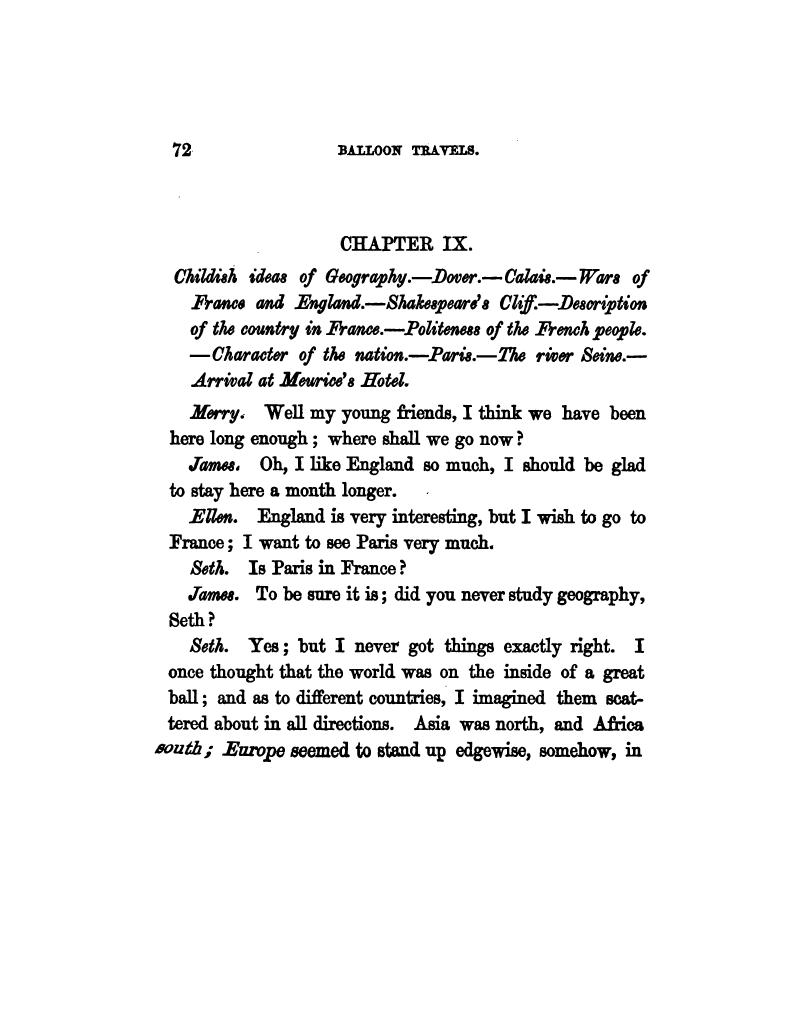 72 BALLOON TRAVELS.
CHAPTER IX.
Childish ideas of Geography.—Dover.—Calais.—Wars of
France and England.—Shakespeare's Cliff.—Description
of the country in France.—Politeness of the French people.
—Character of the nation.—Paris.—The river Seine.—
Arrival at Meurice's Hotel.
Merry. Well my young friends, I think we have been
here long enough; where shall we go now?
James. Oh, I like England so much, I should be glad
to stay here a month longer.
Ellen. England is very interesting, but I wish to go to
France; I want to see Paris very much.
Seth. Is Paris in France?
James. To be sure it is; did you never study geography,
Seth?
Seth. Yes; but I never got things exactly right. I
once thought that the world was on the inside of a great
ball; and as to different countries, I imagined them scat-
tered about in all directions. Asia was north, and Africa
south; Europe seemed to stand up edgewise, somehow, in